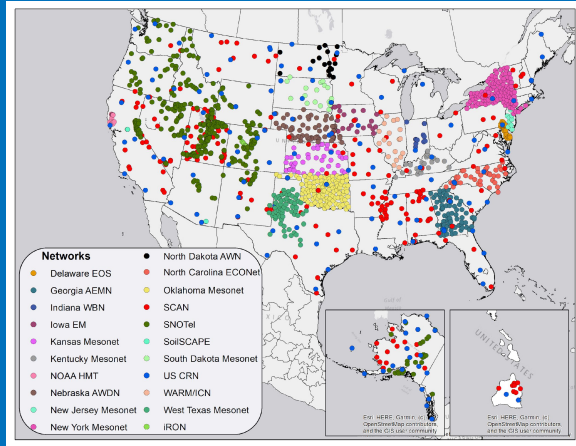 Networks
Delaware EOS
Georgia AEMN
Indiana WBN
Iowa EM
Kansas Mesonet
Kentucky Mesonet
NOAA HMT
Nebraska AWDN
New Jersey Mesonet
New York Mesonet
North Dakota AWN
North Carolina ECONet
Oklahoma Mesonet
SCAN
SNOTel
SoilSCAPE
South Dakota Mesonet
US CRN
WARM/ICN
West Texas Mesonet
iRON
Esri, HERE, Garmin, (c)
OpenStreetMap contributors,
and the GIS user community
UNITED
STATES
Esri, HERE, Garmin, (c)
OpenStreetMap contributors,
and the GIS user community